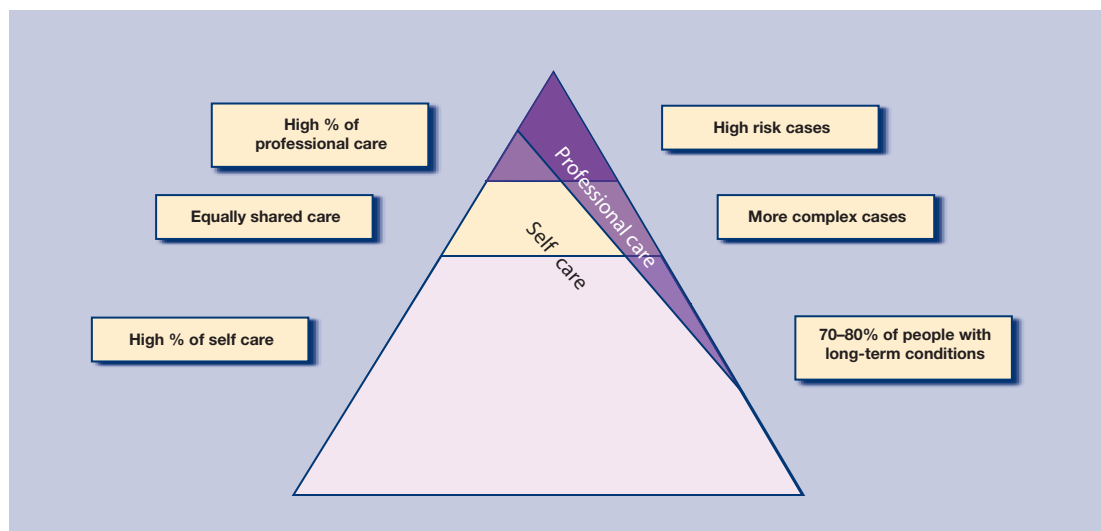 High % of
professional care
High risk cases
Professional care
Equally shared care
More complex cases
Self care
High % of self care
70–80% of people with
long-term conditions